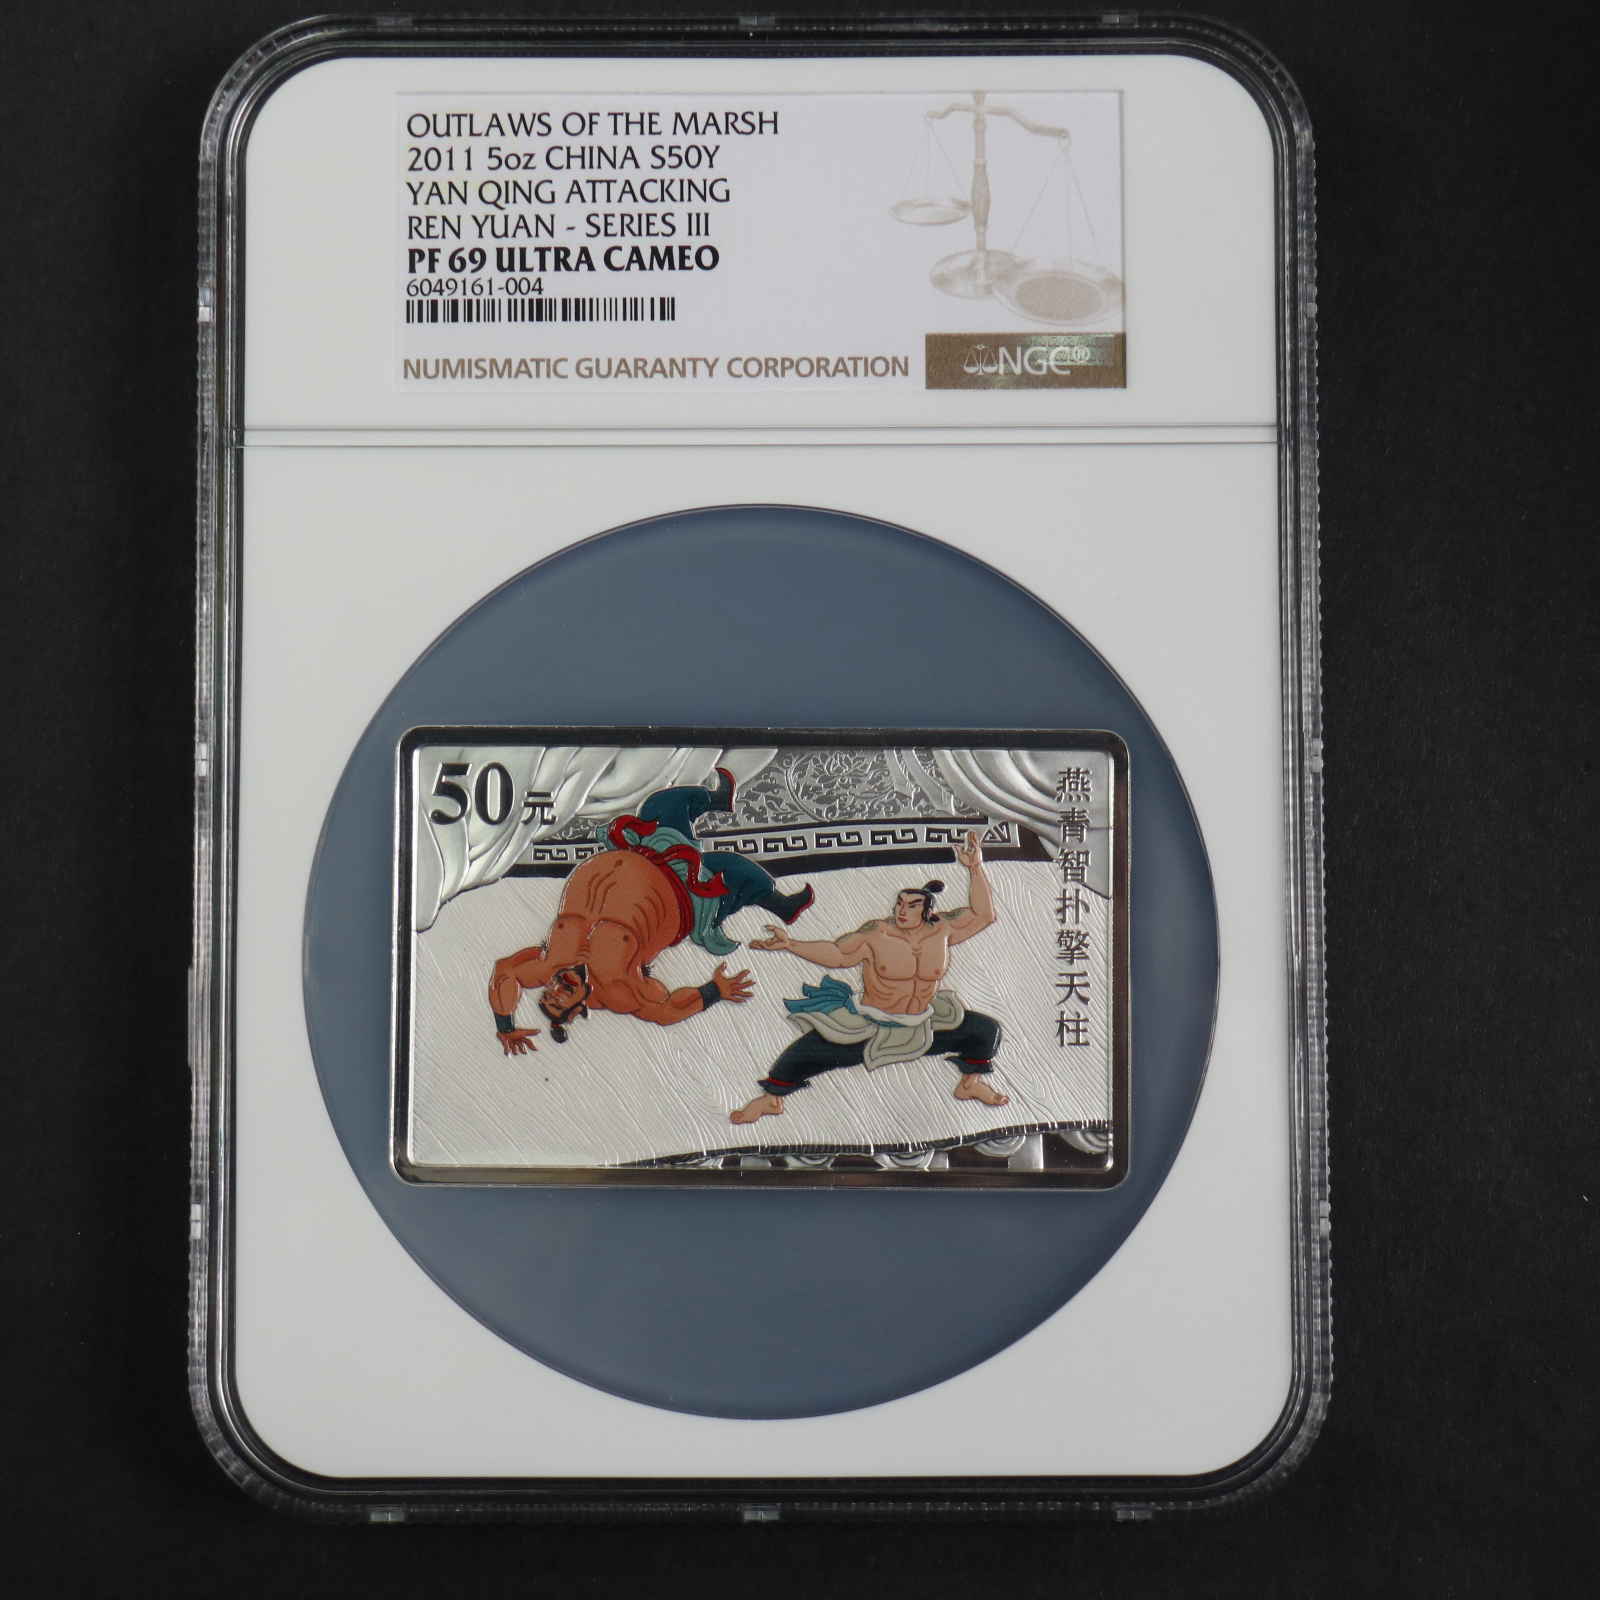 OUTLAWS OF THE MARSH
2011 5oz CHINA S50Y
YAN QING ATTACKING
REN YUAN - SERIES III
PF 69 ULTRA CAMEO
6049161-004
NUMISMATIC GUARANTY CORPORATION
NGC®
50元
燕青智扑擎天柱